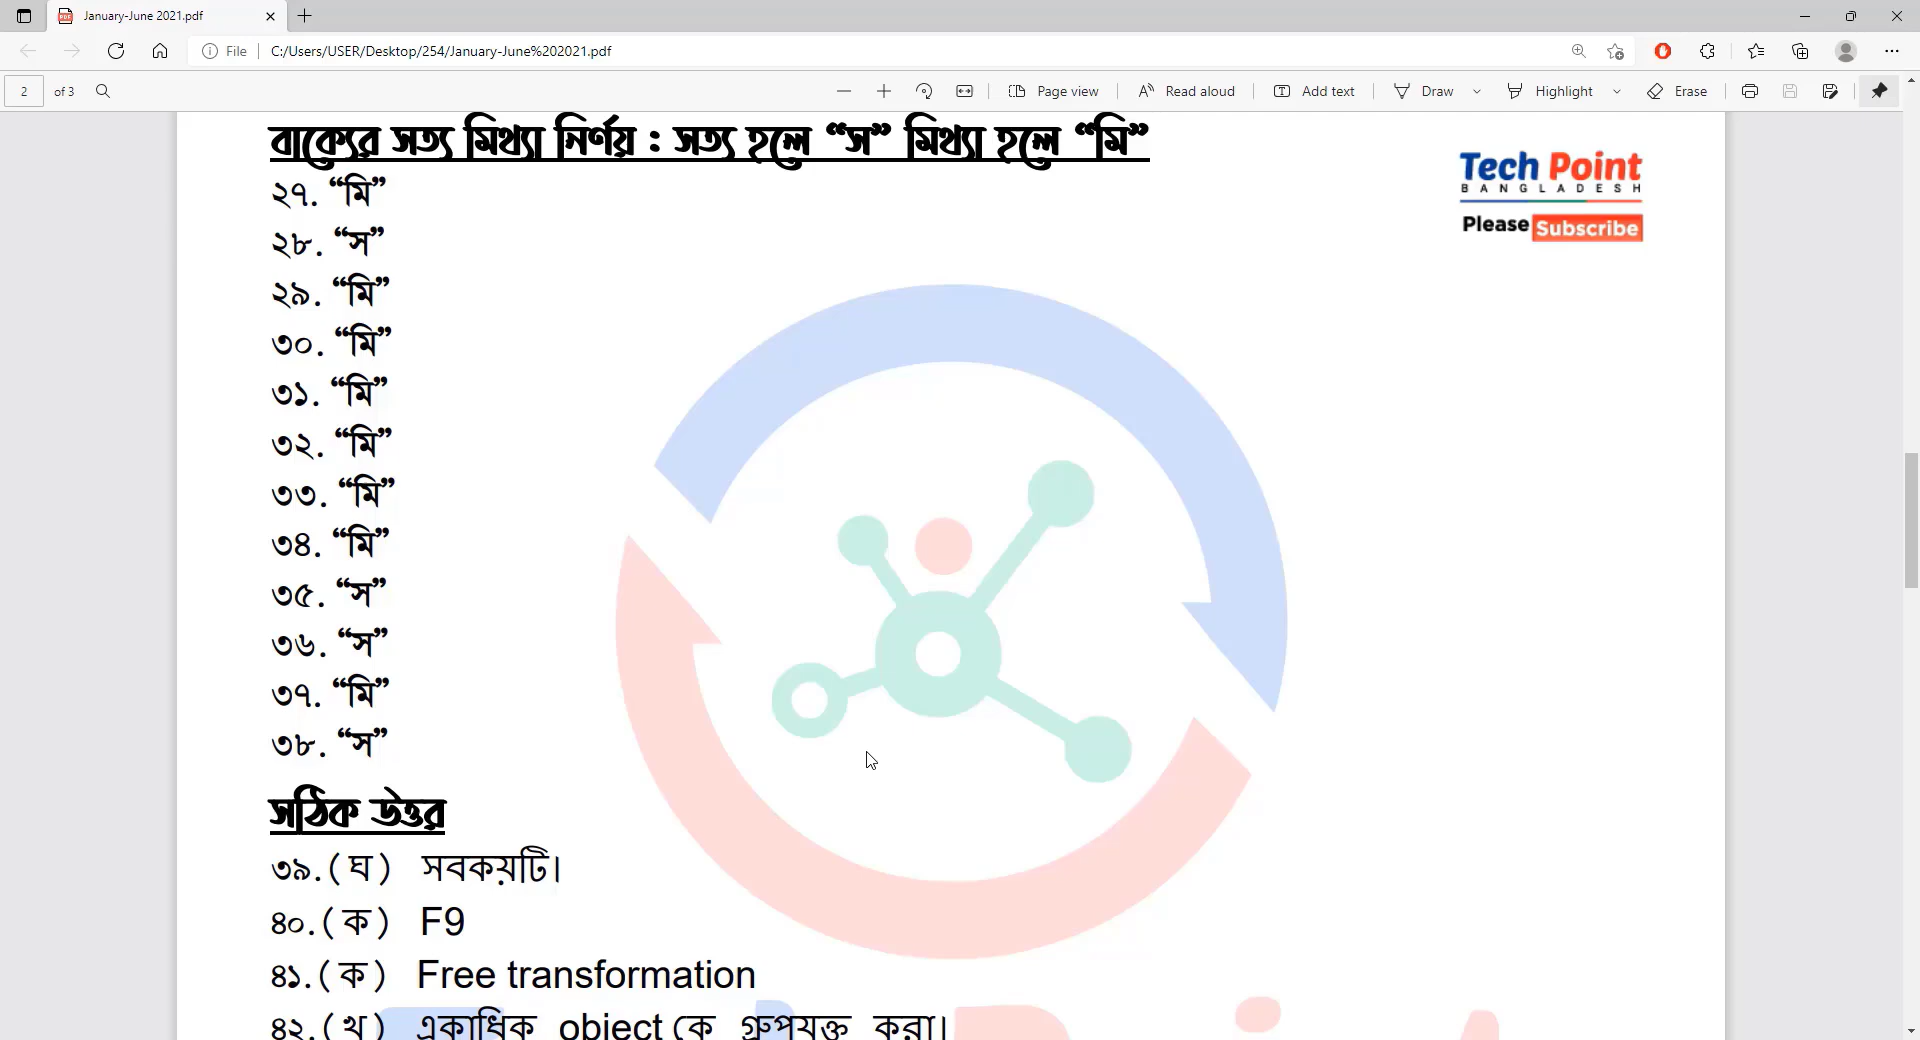 January-June 2021.pdf
File
C:/Users/USER/Desktop/254/January-June%202021.pdf
2 of 3
Page view
Read aloud
Add text
Draw
Highlight
Erase
বাক্যের সত্য মিথ্যা নির্ণয় : সত্য হলে “স” মিথ্যা হলে “মি”
Tech Point
BANGLADESH
Please Subscribe
২৭. “মি”
২৮. “স”
২৯. “মি”
৩০. “মি”
৩১. “মি”
৩২. “মি”
৩৩. “মি”
৩৪. “মি”
৩৫. “স”
৩৬. “স”
৩৭. “মি”
৩৮. “স”
সঠিক উত্তর
৩৯.(ঘ) সবকয়টি।
৪০.(ক) F9
৪১.(ক) Free transformation
৪২.(খ) একাধিক object কে গ্রুপযুক্ত করা।